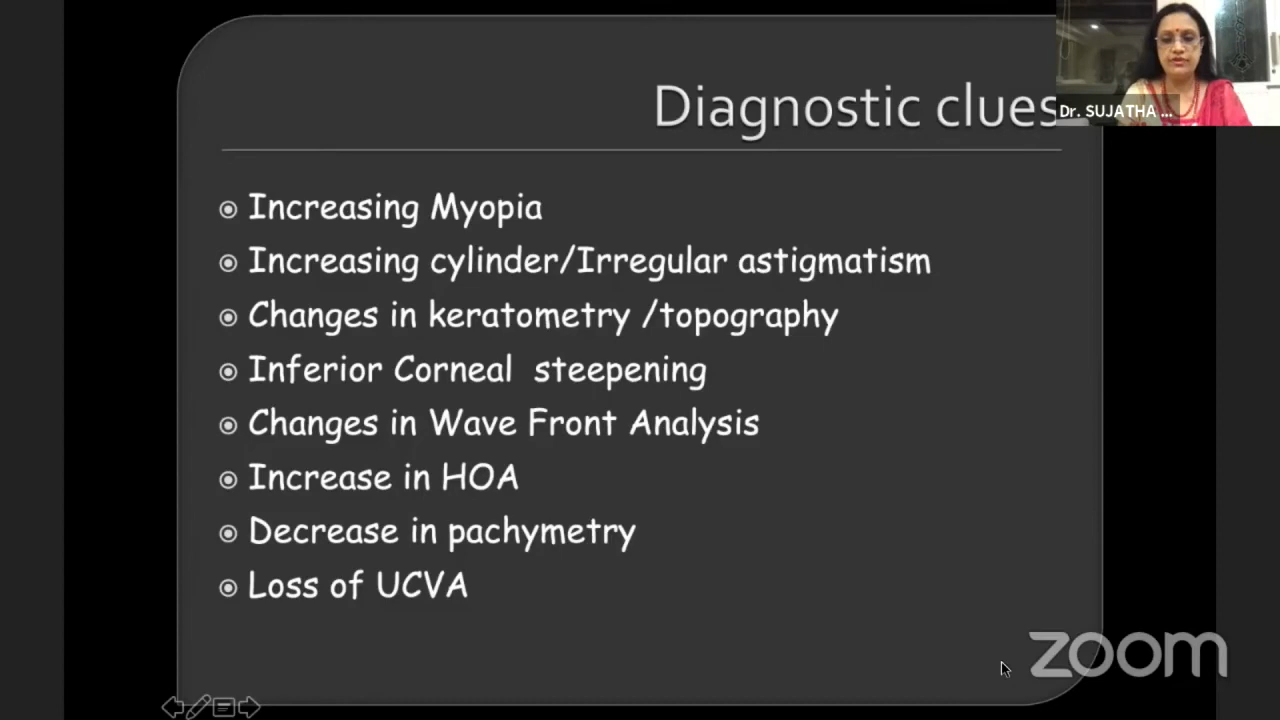 Diagnostic clues
Dr. SUJATHA ...
Increasing Myopia
Increasing cylinder/Irregular astigmatism
Changes in keratometry /topography
Inferior Corneal  steepening
Changes in Wave Front Analysis
Increase in HOA
Decrease in pachymetry
Loss of UCVA
zoom